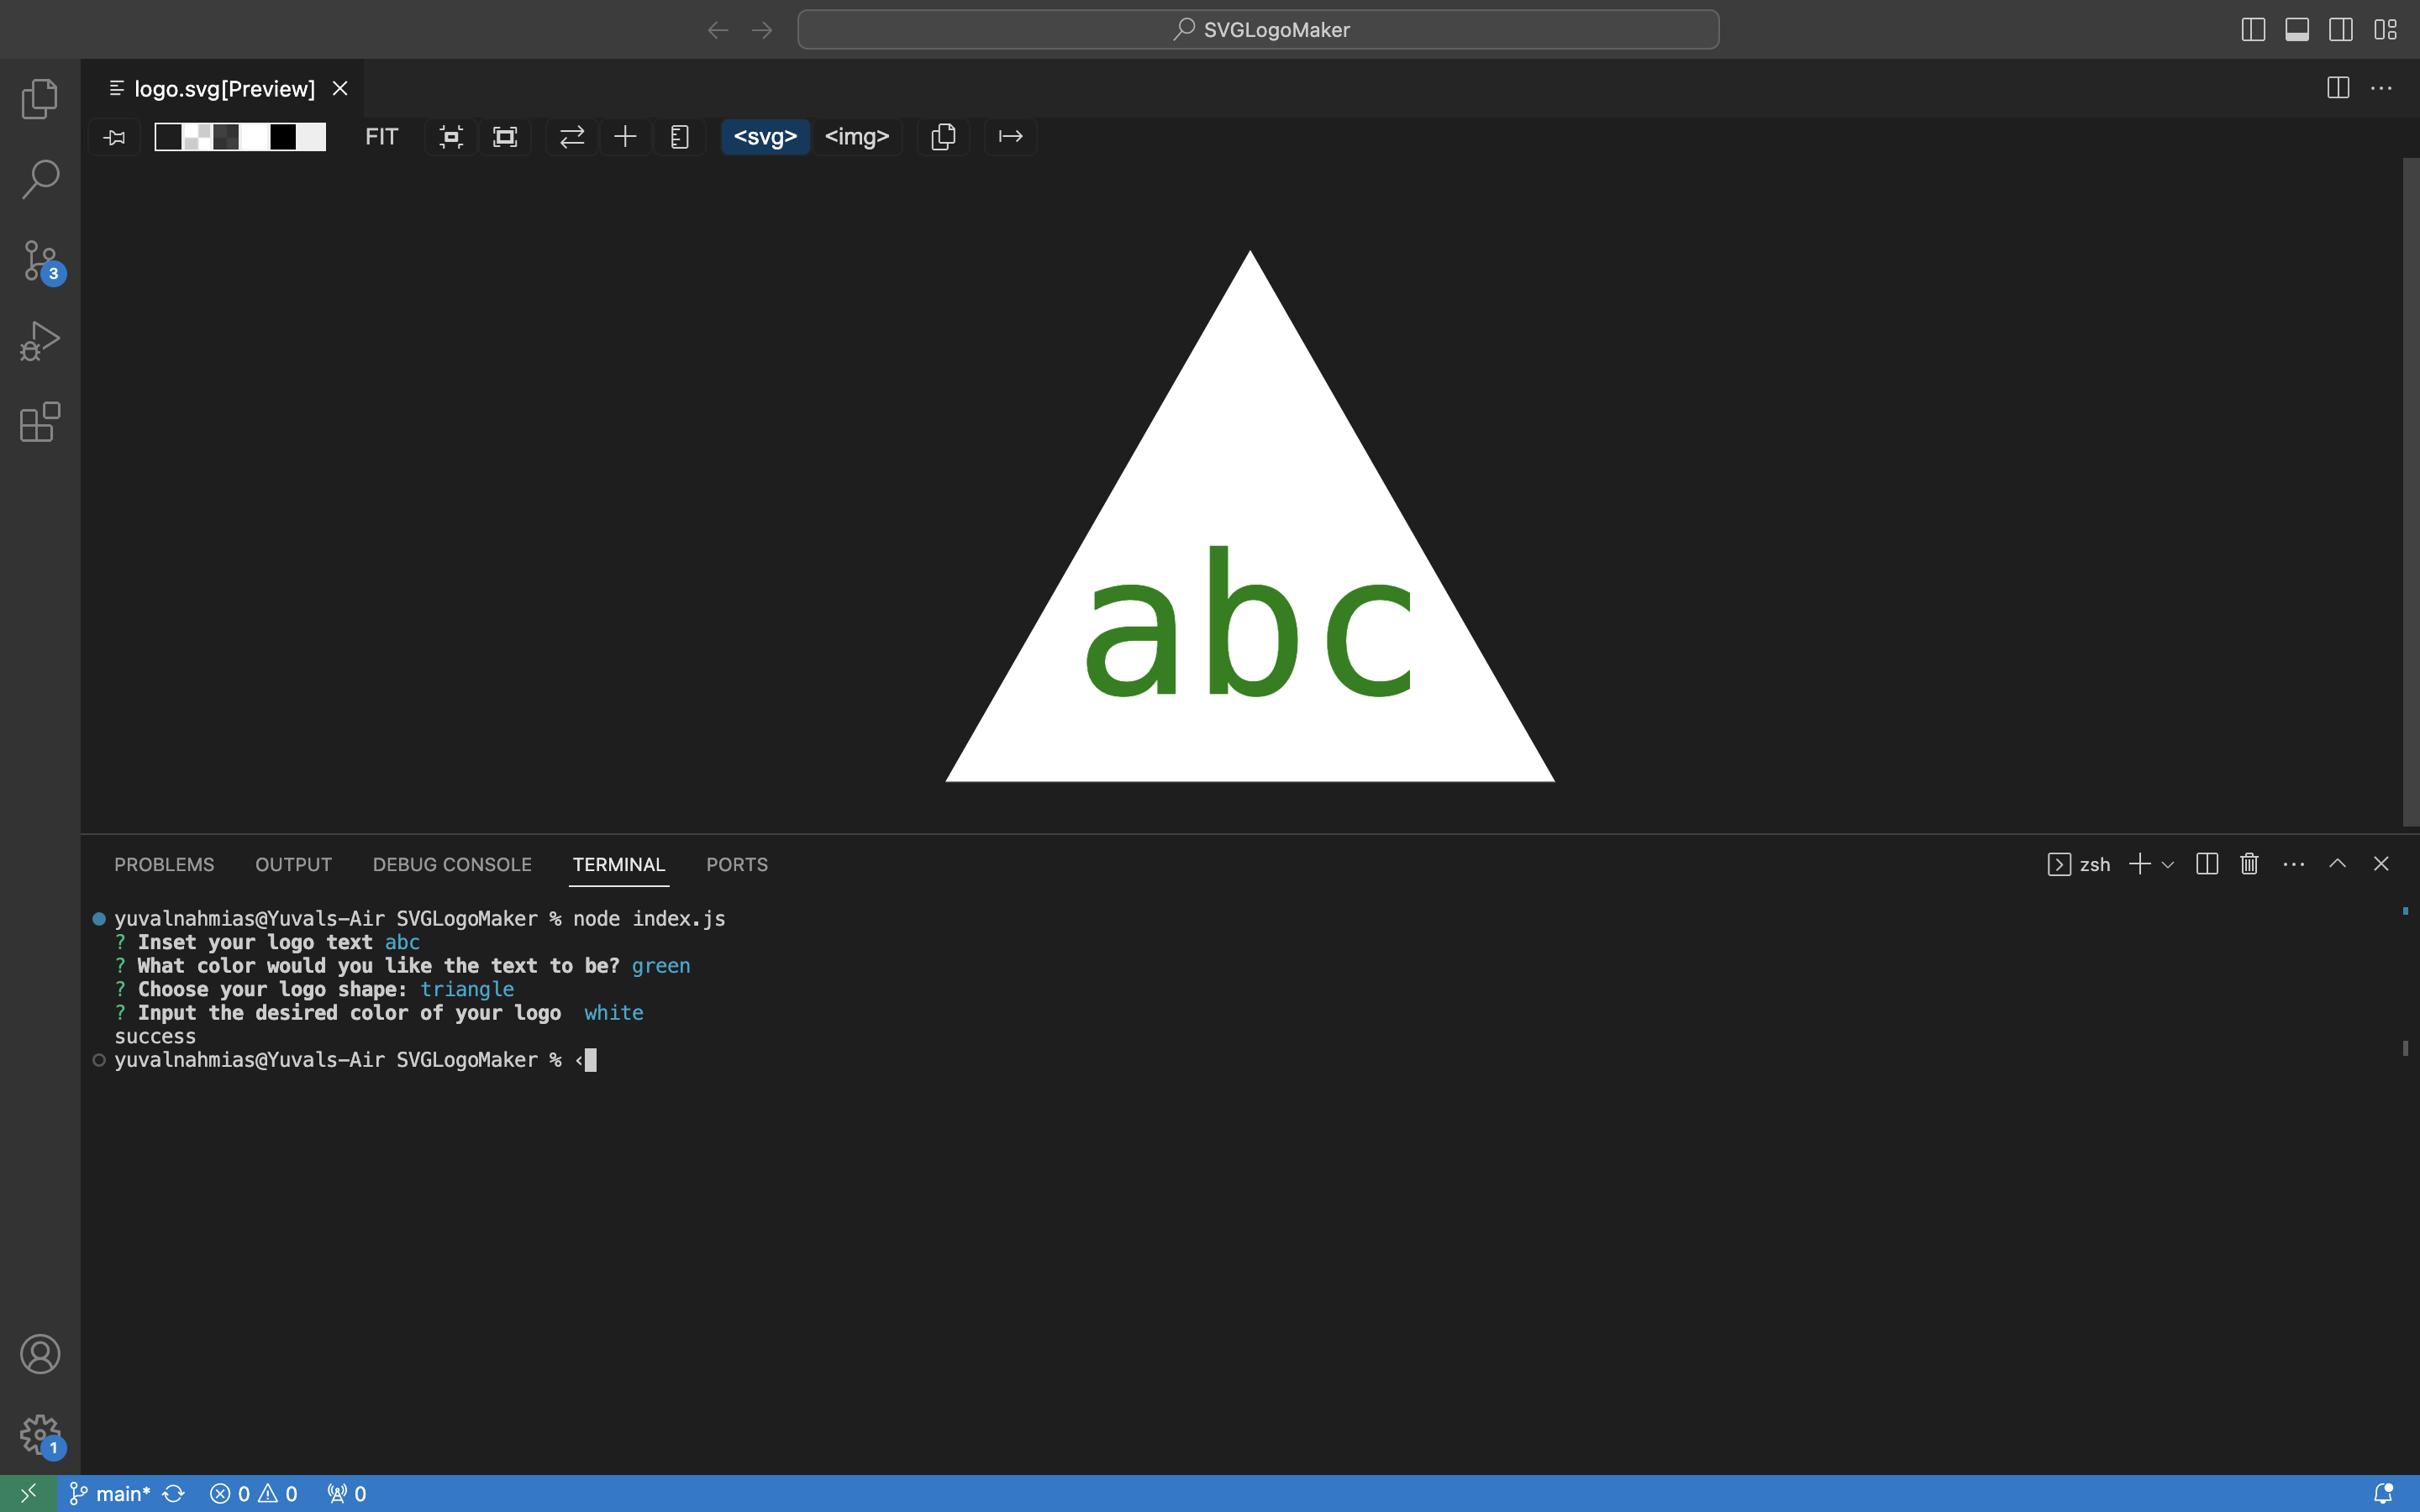 SVGLogoMaker
logo.svg[Preview]
FIT <svg> <img>
3
abc
PROBLEMS OUTPUT DEBUG CONSOLE TERMINAL PORTS zsh
yuvalnahmias@Yuvals-Air SVGLogoMaker % node index.js
? Inset your logo text abc
? What color would you like the text to be? green
? Choose your logo shape: triangle
? Input the desired color of your logo  white
success
yuvalnahmias@Yuvals-Air SVGLogoMaker % <
1
main* 0 0 0